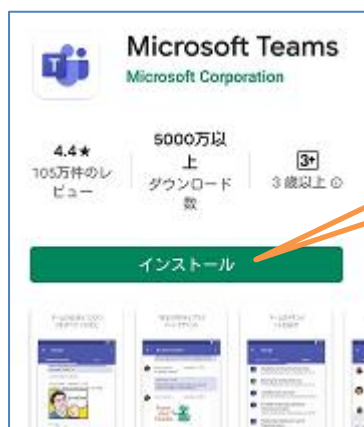 Microsoft Teams
Microsoft Corporation
4.4★
105万件のレ
ビュー
5000万以
上
ダウンロード
数
3+
3 歳以上
インストール